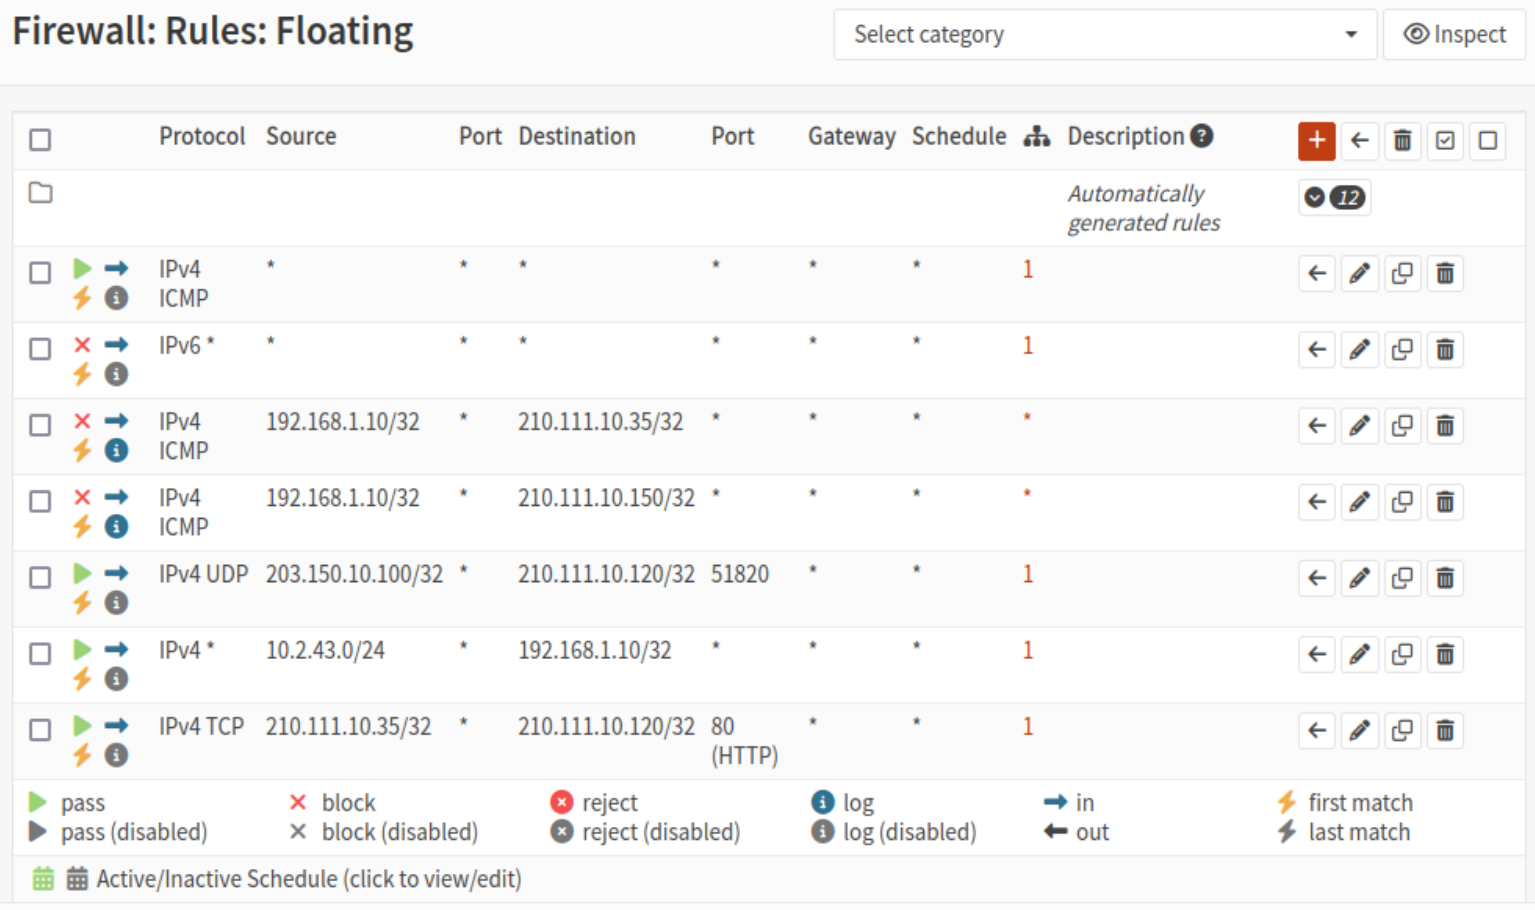 Firewall: Rules: Floating
Select category
Inspect
Protocol Source Port Destination Port Gateway Schedule Description ?
Automatically
generated rules
12
IPv4 * * * * * * 1
ICMP
IPv6 * * * * * * * 1
IPv4 192.168.1.10/32 * 210.111.10.35/32 * * * *
ICMP
IPv4 192.168.1.10/32 * 210.111.10.150/32 * * * *
ICMP
IPv4 UDP 203.150.10.100/32 * 210.111.10.120/32 51820 * * 1
IPv4 * 10.2.43.0/24 * 192.168.1.10/32 * * * 1
IPv4 TCP 210.111.10.35/32 * 210.111.10.120/32 80 * * 1
(HTTP)
pass block reject log in first match
pass (disabled) block (disabled) reject (disabled) log (disabled) out last match
Active/Inactive Schedule (click to view/edit)